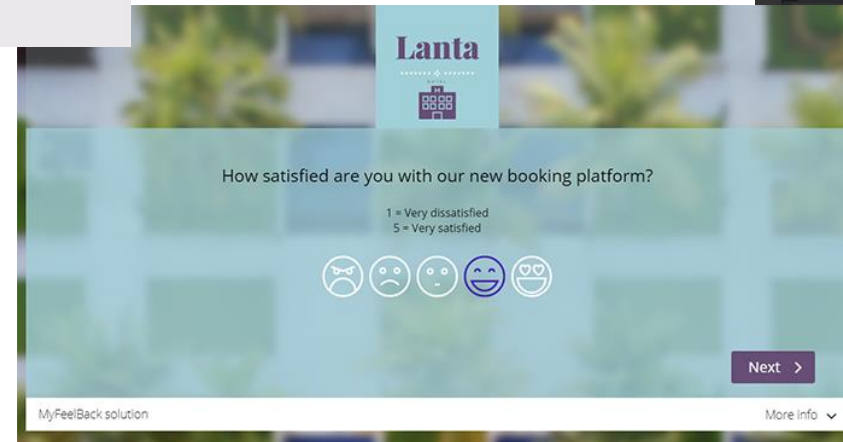 Lanta
HOTEL
How satisfied are you with our new booking platform?
1 = Very dissatisfied
5 = Very satisfied
Next >
MyFeelBack solution
More info